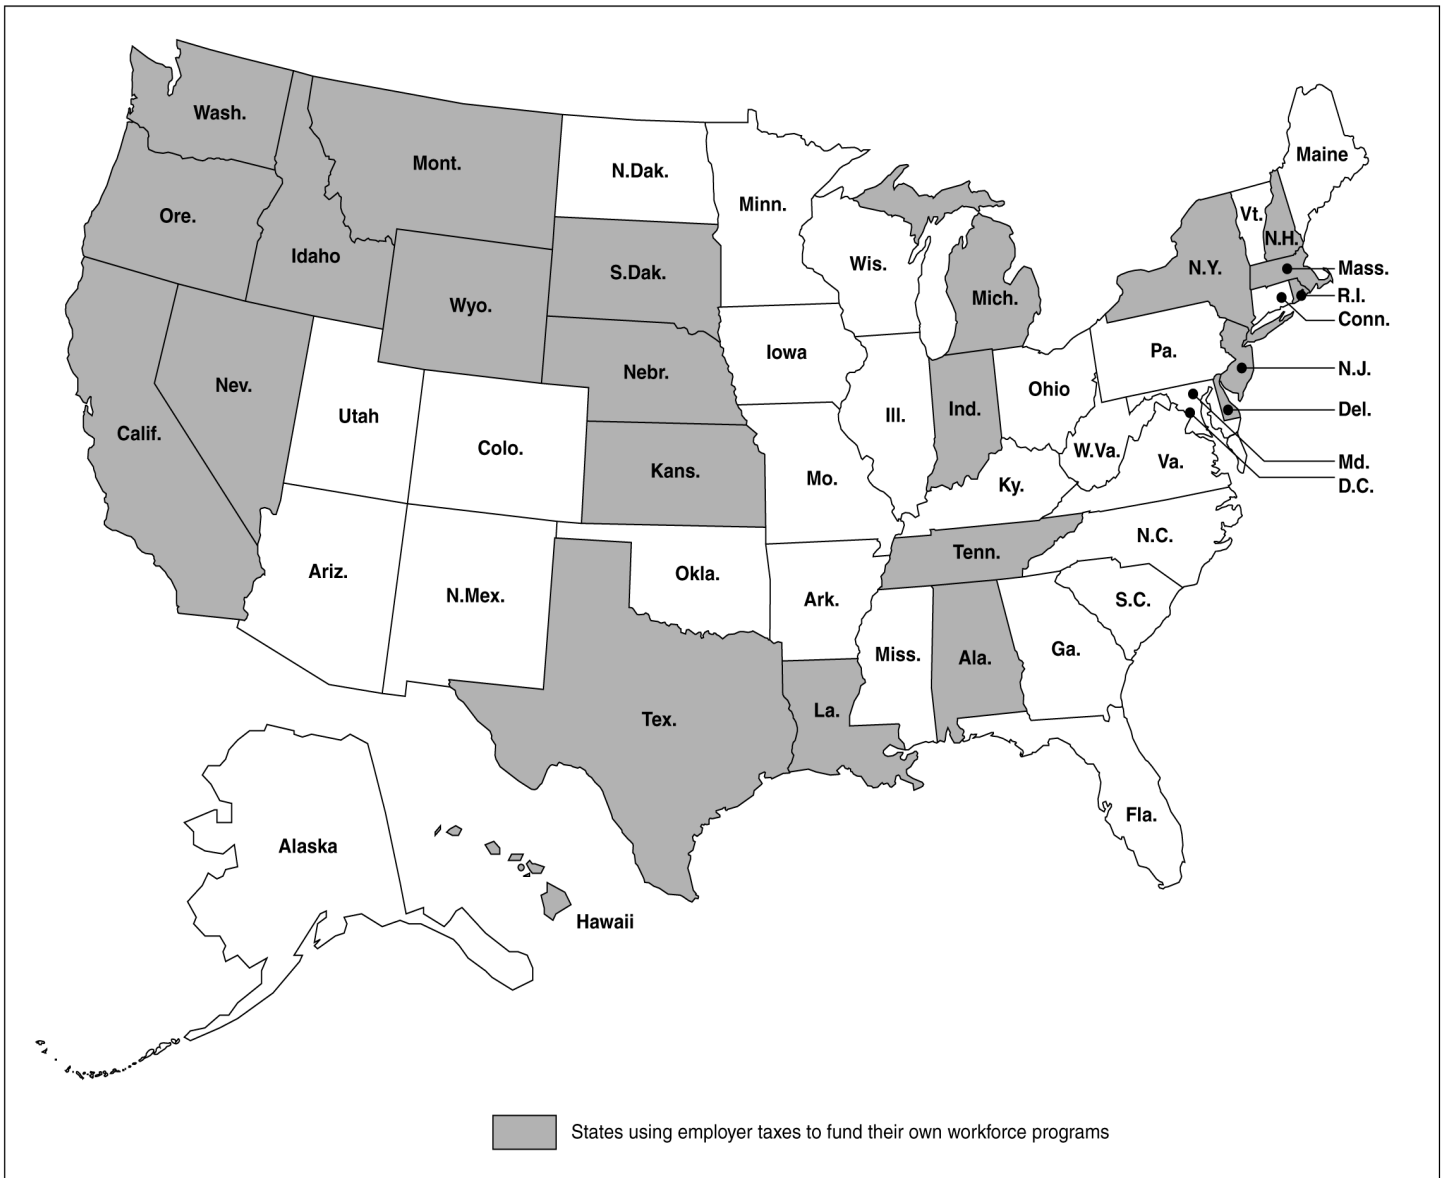 Wash.
Mont.
N.Dak.
Minn.
Maine
Ore.
Idaho
S.Dak.
Wis.
Mich.
N.Y.
Vt.
N.H.
Mass.
R.I.
Conn.
Wyo.
Nev.
Utah
Nebr.
Iowa
Pa.
N.J.
Ohio
Ill.
Ind.
Del.
Calif.
Colo.
Kans.
Mo.
W.Va.
Va.
Md.
D.C.
Ky.
Ariz.
N.Mex.
Okla.
Ark.
Tenn.
N.C.
S.C.
Miss.
Ala.
Ga.
Tex.
La.
Fla.
Alaska
Hawaii
States using employer taxes to fund their own workforce programs